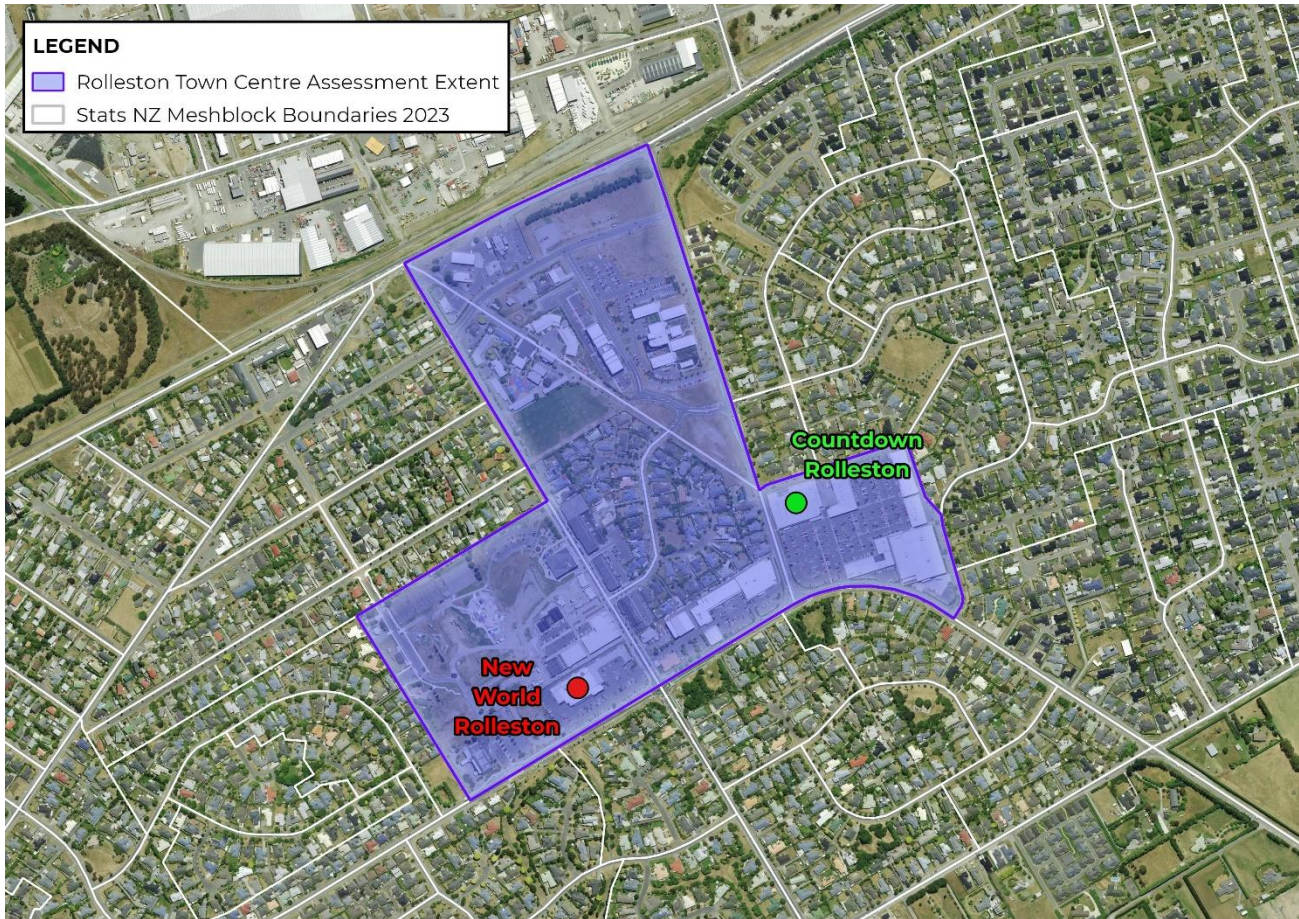 LEGEND
Rolleston Town Centre Assessment Extent
Stats NZ Meshblock Boundaries 2023
Countdown
Rolleston
New
World
Rolleston